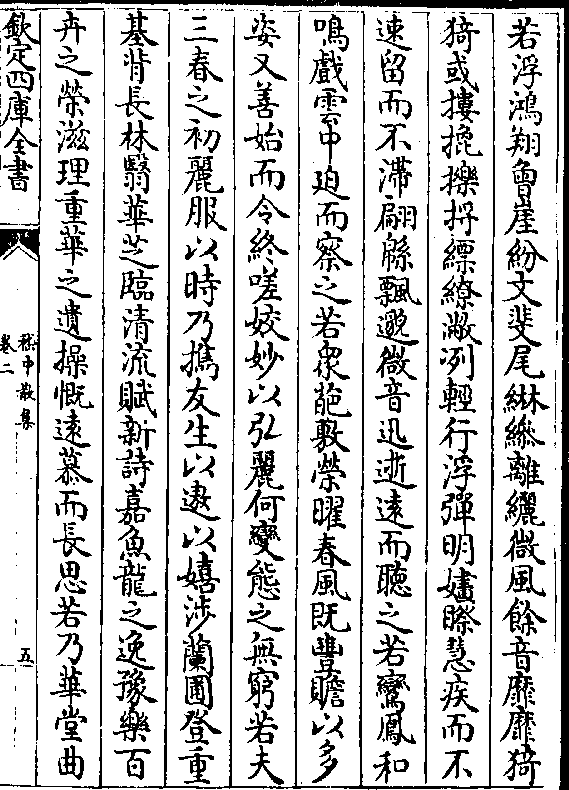 若浮鴻翔曾崖紛文斐尾綝縿離纚微風餘音靡靡猗
猗或摟㩳擽捋縹繚潎冽輕行浮彈明嫿䁪慧疾而不
速留而不滯翩緜飄邈微音迅逝遠而聽之若鸞鳳和
鳴戲雲中迫而察之若衆葩敷榮曜春風既豐贍以多
姿又善始而令終嗟姣妙以弘麗何變態之無窮若夫
三春之初麗服以時乃攜友生以遨以嬉涉蘭圃登重
基背長林翳華芝臨清流賦新詩嘉魚龍之逸豫樂百
卉之榮滋理重華之遺操慨遠慕而長思若乃華堂曲
欽定四庫全書
嵇中散集
卷二
五